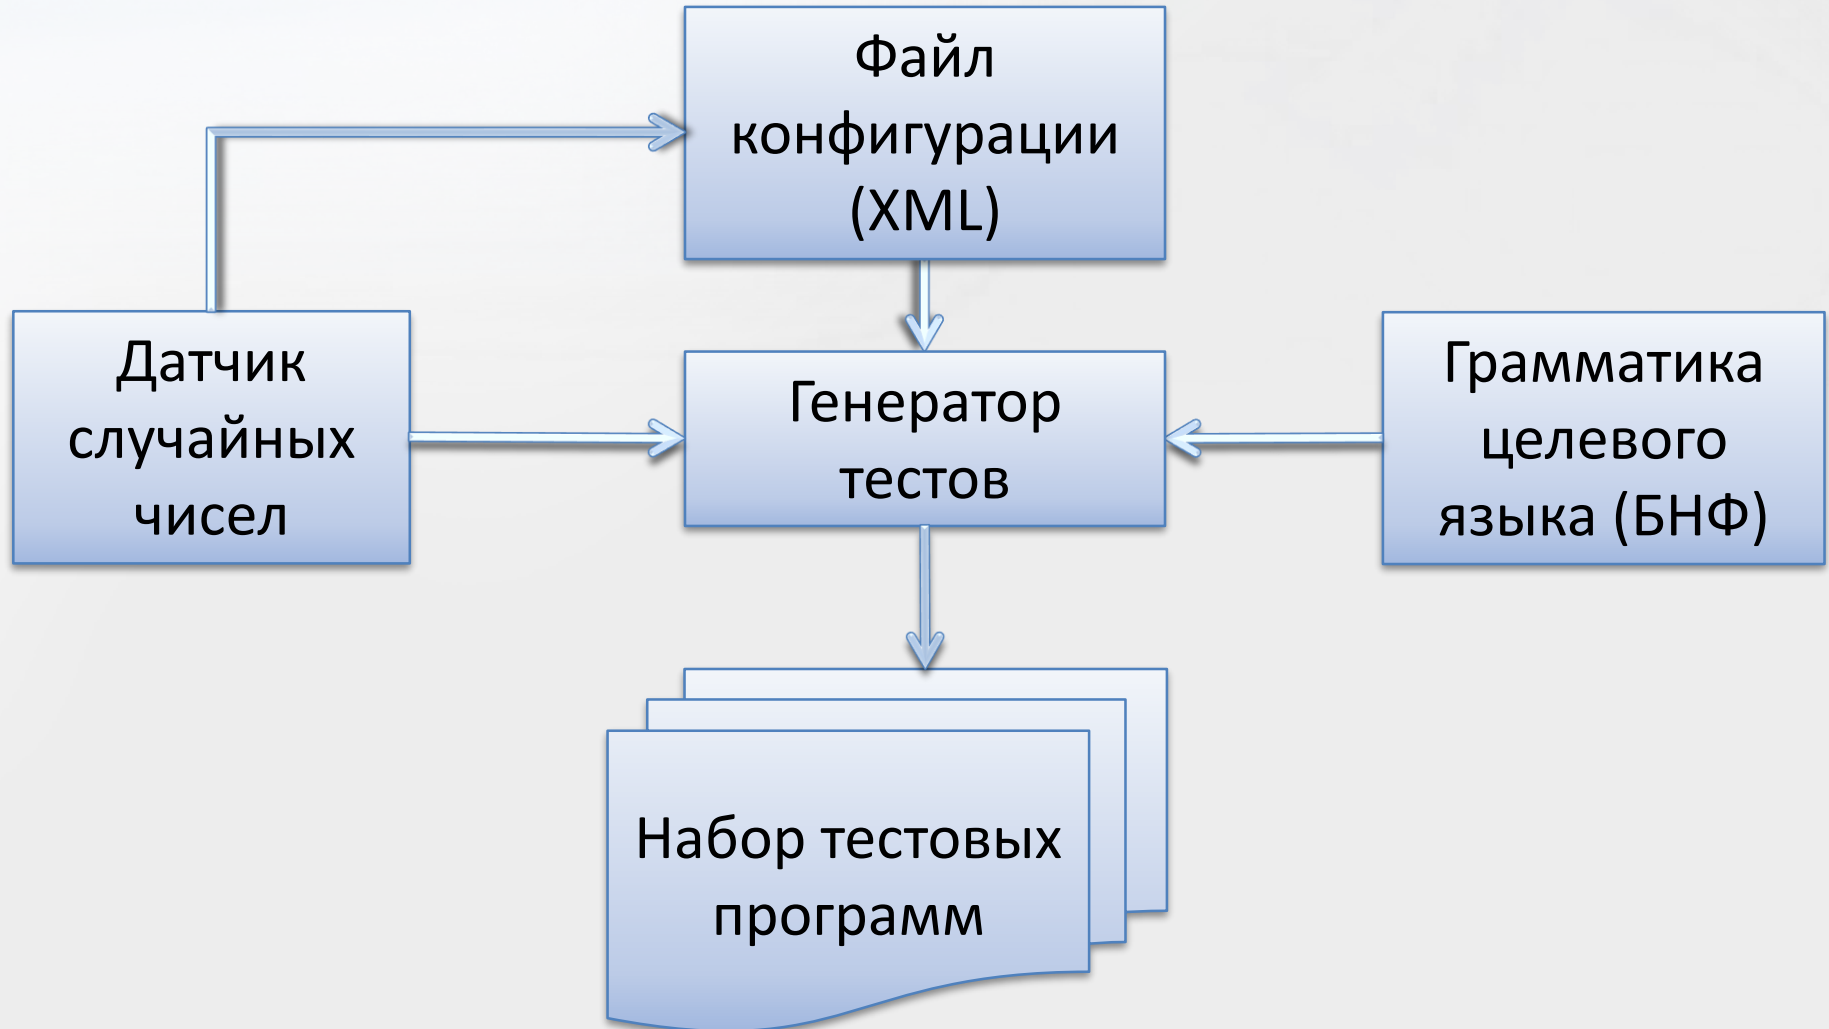 Файл
конфигурации
(XML)
Датчик
случайных
чисел
Генератор
тестов
Грамматика
целевого
языка (БНФ)
Набор тестовых
программ